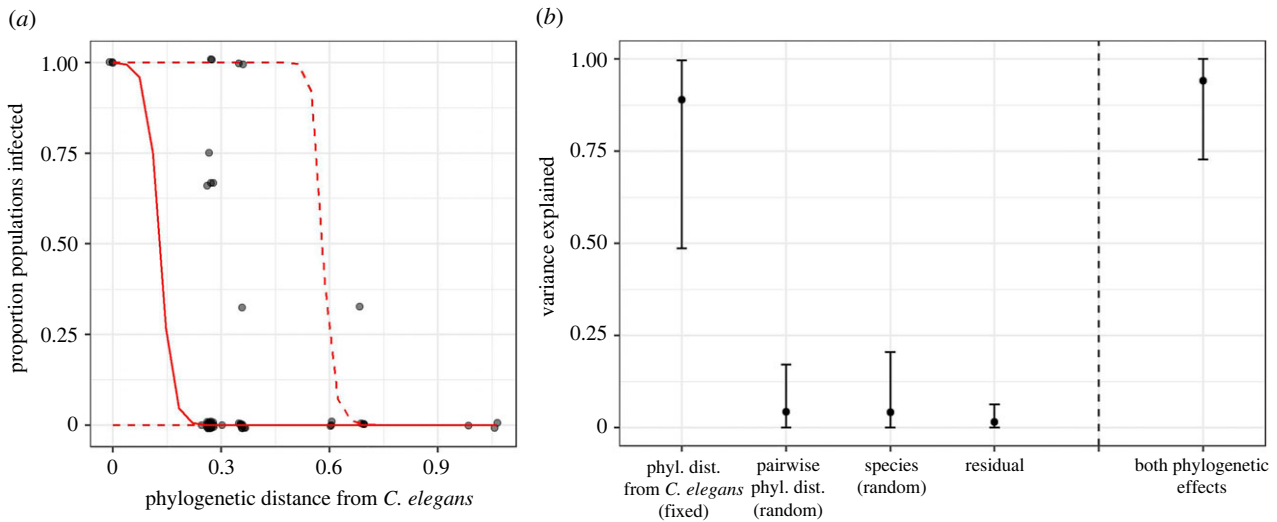 (a)
1.00
0.75
0.50
0.25
0
proportion populations infected
0 0.3 0.6 0.9
phylogenetic distance from C. elegans
(b)
1.00
0.75
0.50
0.25
0
variance explained
phyl. dist.
from C. elegans
(fixed)
pairwise
phyl. dist.
(random)
species
(random)
residual
both phylogenetic
effects